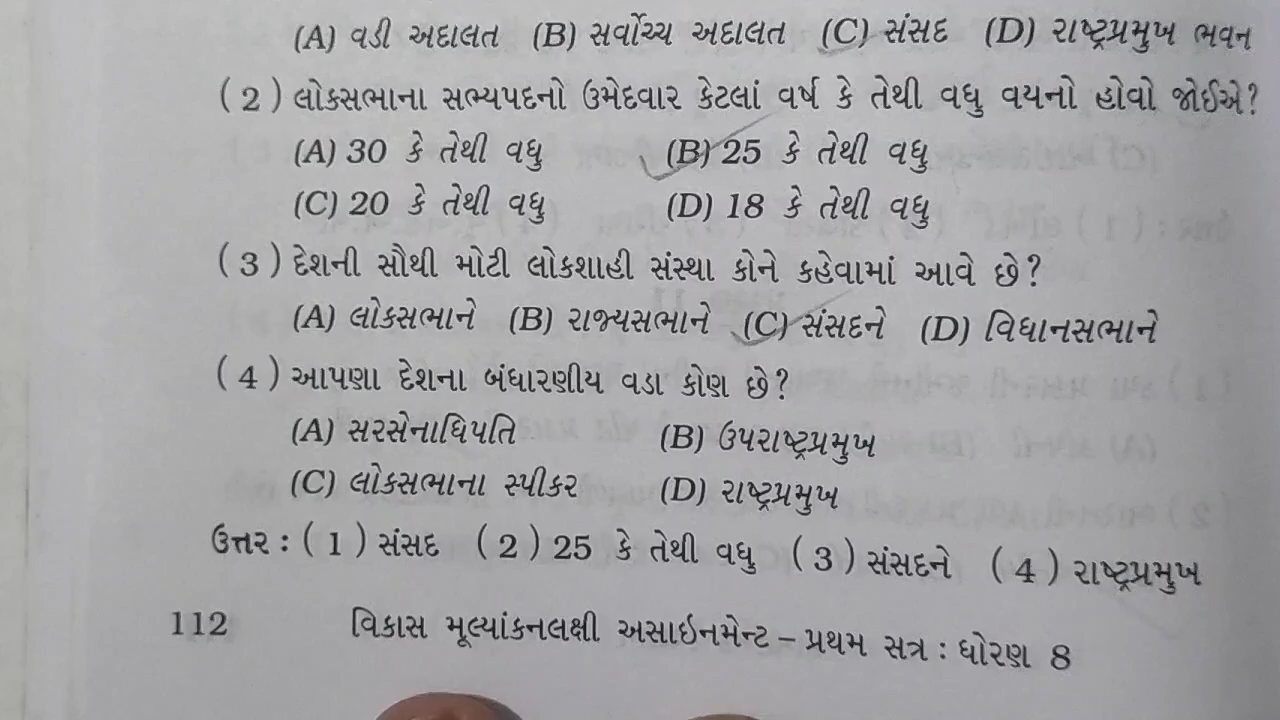 (A) વડી અદાલત (B) સર્વોચ્ય અદાલત (C) સંસદ (D) રાષ્ટ્રપ્રમુખ ભવન
(2) લોકસભાના સભ્યપદનો ઉમેદવાર કેટલાં વર્ષ કે તેથી વધુ વયનો હોવો જોઈએ?
(A) 30 કે તેથી વધુ (B) 25 કે તેથી વધુ
(C) 20 કે તેથી વધુ (D) 18 કે તેથી વધુ
(3) દેશની સૌથી મોટી લોકશાહી સંસ્થા કોને કહેવામાં આવે છે?
(A) લોકસભાને (B) રાજ્યસભાને (C) સંસદને (D) વિધાનસભાને
(4) આપણા દેશના બંધારણીય વડા કોણ છે?
(A) સરસેનાધિપતિ (B) ઉપરાષ્ટ્રપ્રમુખ
(C) લોકસભાના સ્પીકર (D) રાષ્ટ્રપ્રમુખ
ઉત્તર : (1) સંસદ (2) 25 કે તેથી વધુ (3) સંસદને (4) રાષ્ટ્રપ્રમુખ
112 વિકાસ મૂલ્યાંકનલક્ષી અસાઇનમેન્ટ – પ્રથમ સત્ર : ધોરણ 8